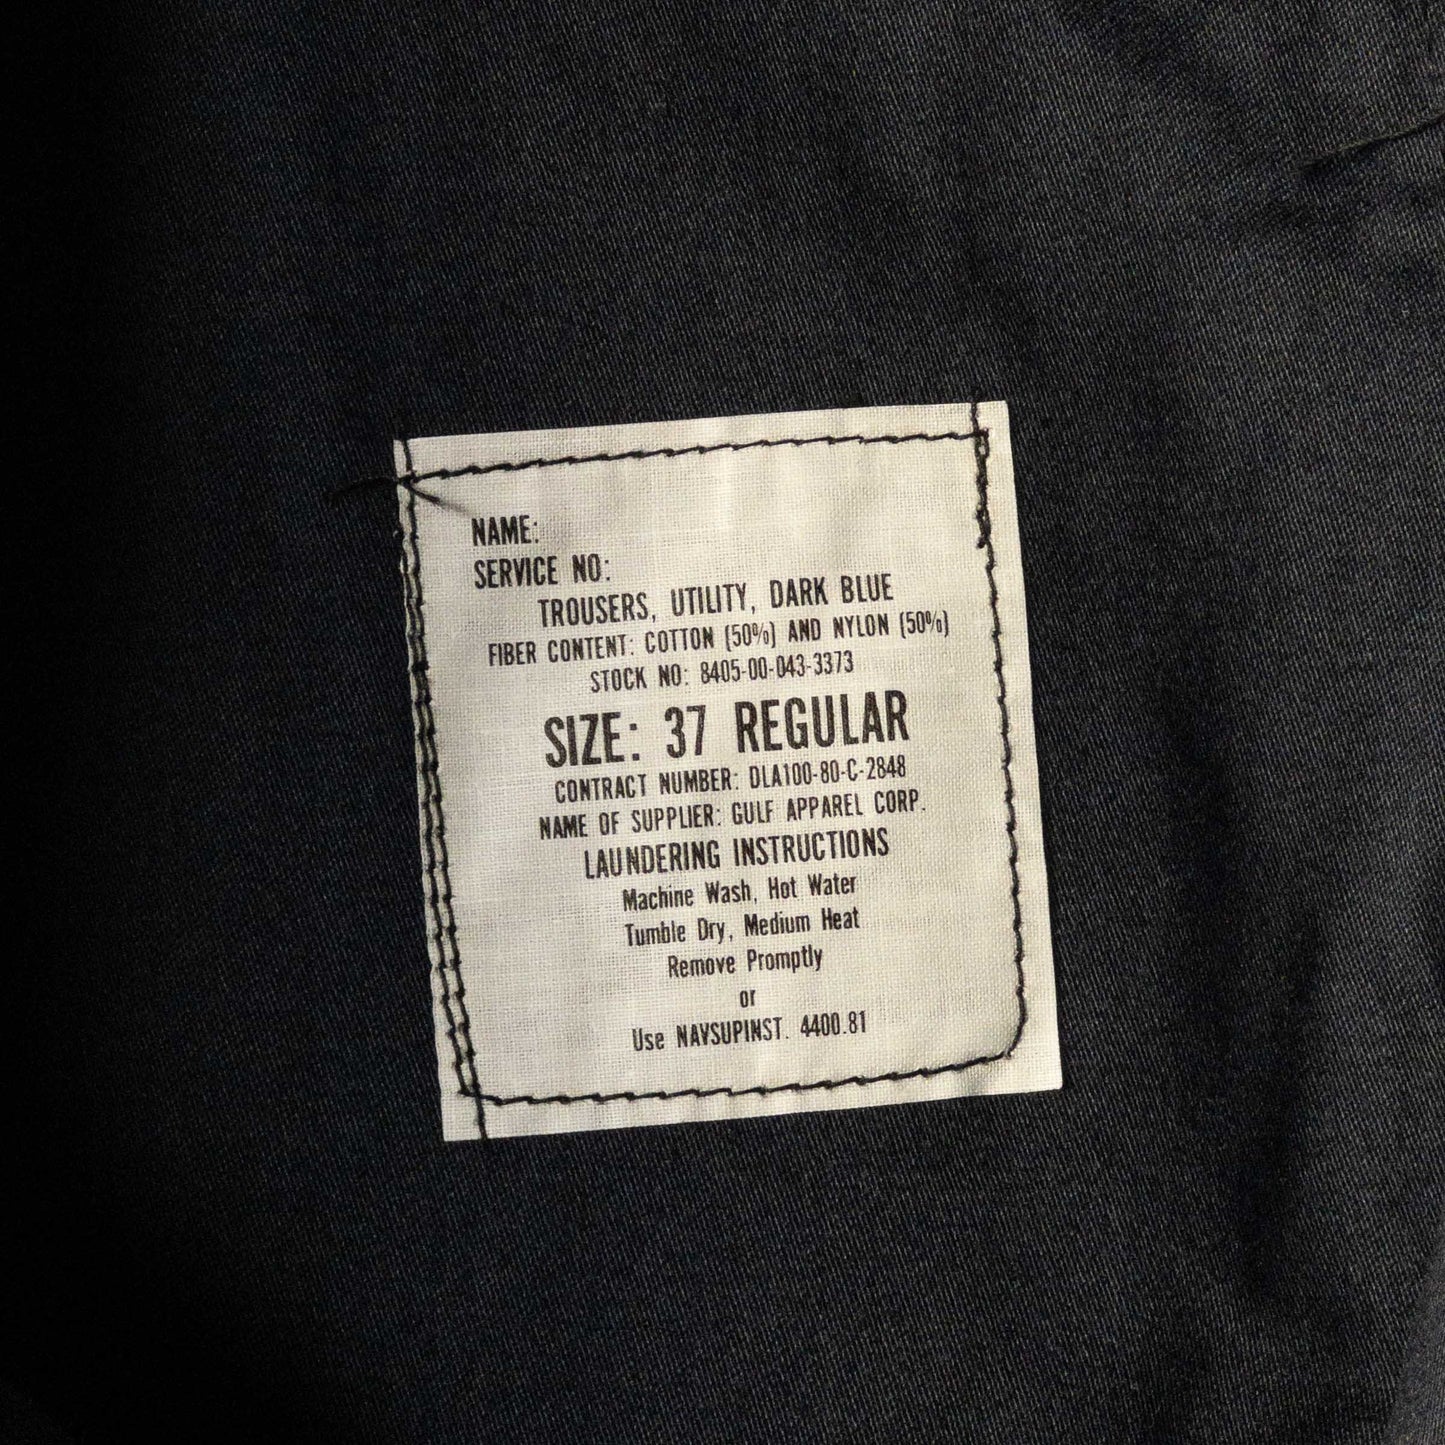 NAME:
SERVICE NO:
TROUSERS, UTILITY, DARK BLUE
FIBER CONTENT: COTTON (50%) AND NYLON (50%)
STOCK NO: 8405-00-043-3373
SIZE: 37 REGULAR
CONTRACT NUMBER: DLA100-80-C-2848
NAME OF SUPPLIER: GULF APPAREL CORP.
LAUNDERING INSTRUCTIONS
Machine Wash, Hot Water
Tumble Dry, Medium Heat
Remove Promptly
or
Use NAVSUPINST. 4400.81